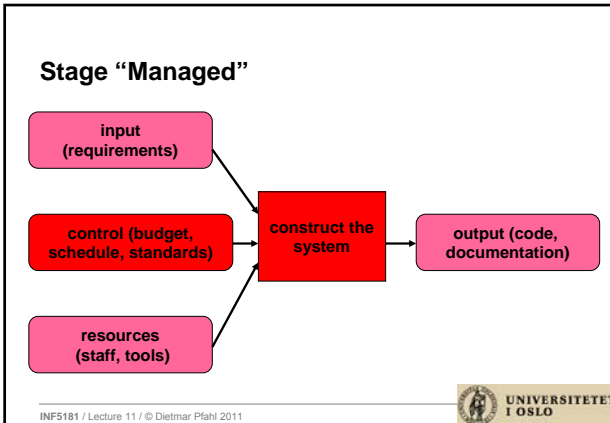 Stage “Managed”
input
(requirements)
control (budget,
schedule, standards)
resources
(staff, tools)
construct the
system
output (code,
documentation)
INF5181 / Lecture 11 / © Dietmar Pfahl 2011
UNIVERSITETET
I OSLO